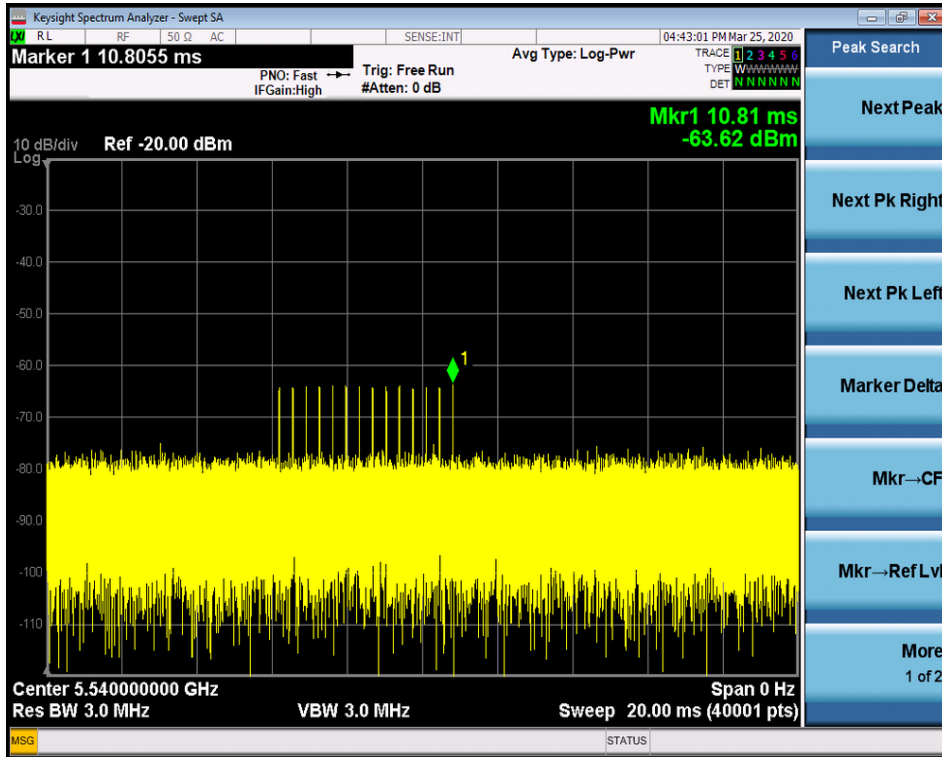 Keysight Spectrum Analyzer - Swept SA
LXI RL RF 50 Ω AC SENSE:INT 04:43:01 PM Mar 25, 2020
Marker 1 10.8055 ms
PNO: Fast
IFGain:High
Trig: Free Run
#Atten: 0 dB
Avg Type: Log-Pwr
TRACE 1 2 3 4 5 6
TYPE WWWWWW
DET N N N N N N
Mkr1 10.81 ms
-63.62 dBm
10 dB/div Ref -20.00 dBm
Log
-30.0
-40.0
-50.0
-60.0
-70.0
-80.0
-90.0
-100
-110
1
Center 5.540000000 GHz Span 0 Hz
Res BW 3.0 MHz VBW 3.0 MHz Sweep 20.00 ms (40001 pts)
MSG STATUS
Peak Search
Next Peak
Next Pk Right
Next Pk Left
Marker Delta
Mkr→CF
Mkr→Ref Lvl
More
1 of 2